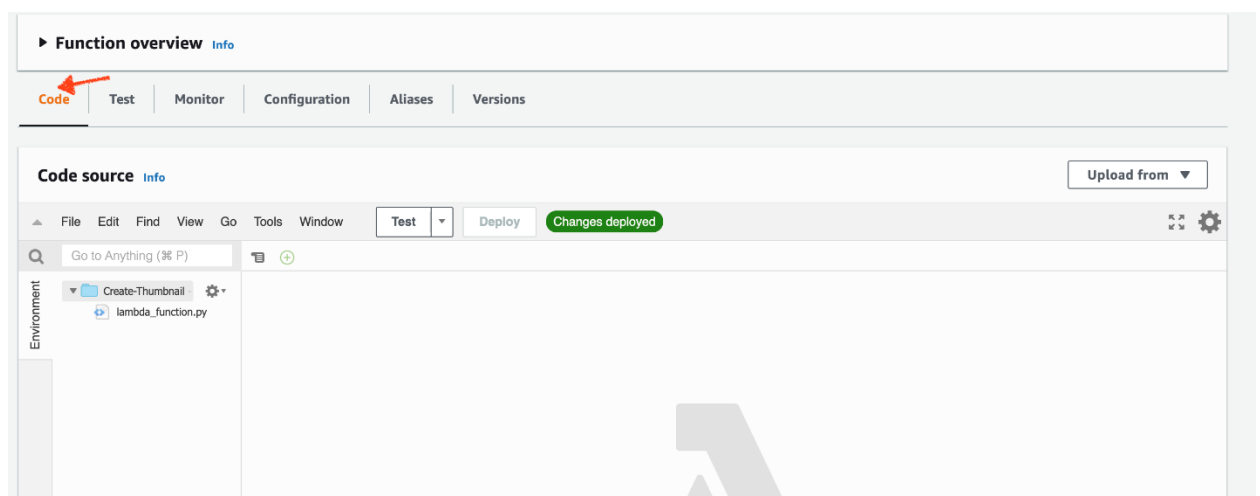 Function overview Info
Code Test Monitor Configuration Aliases Versions
Code source Info
Upload from
File Edit Find View Go Tools Window Test Deploy Changes deployed
Go to Anything (⌘ P)
Environment
Create-Thumbnail -
lambda_function.py